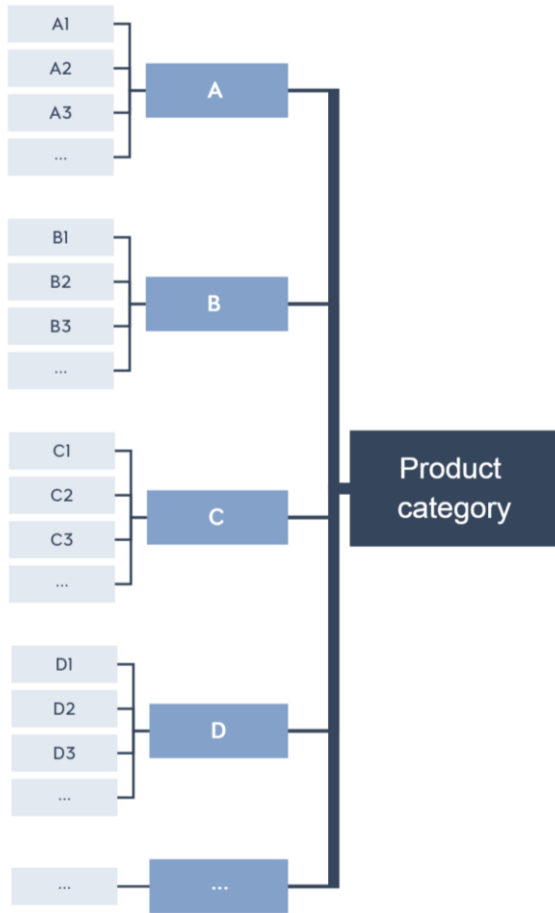 A1
A2
A3
...
A
B1
B2
B3
...
B
C1
C2
C3
...
C
D1
D2
D3
...
D
...
...
Product
category